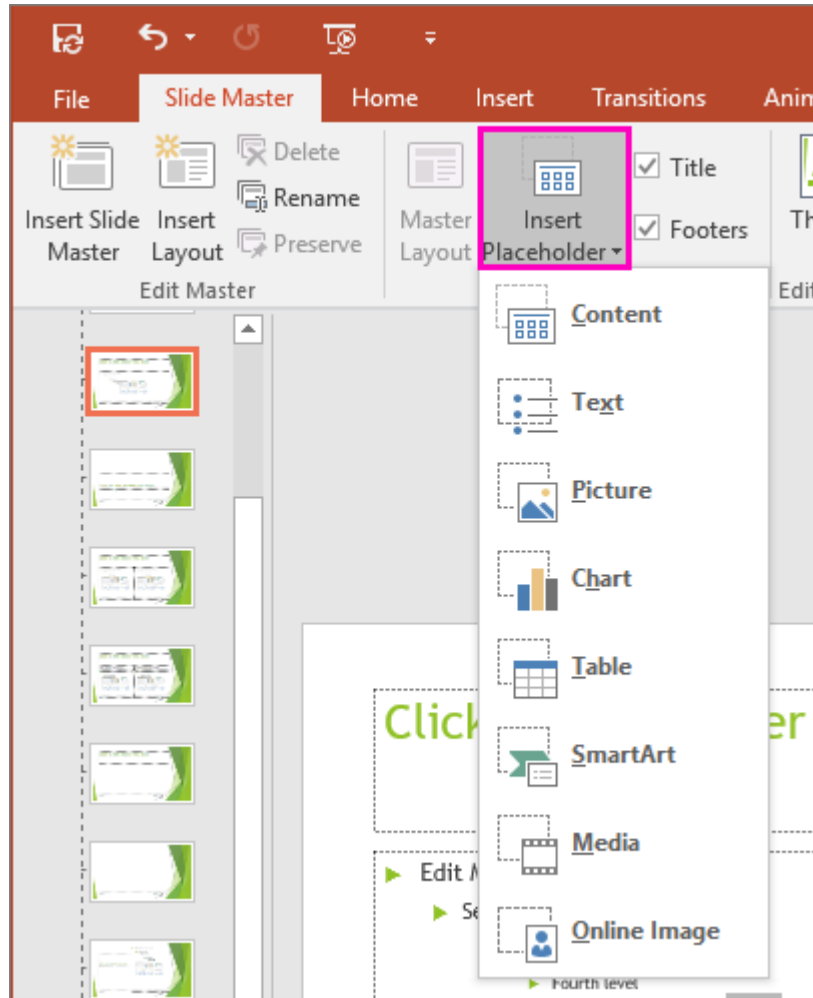 File Slide Master Home Insert Transitions Anim
Insert Slide Master
Insert Layout
Delete
Rename
Preserve
Edit Master
Master Layout
Insert Placeholder
Title
Footers
Th
Edit
Content
Text
Picture
Chart
Table
SmartArt
Media
Online Image
Click er
Edit M
Se
Fourth level